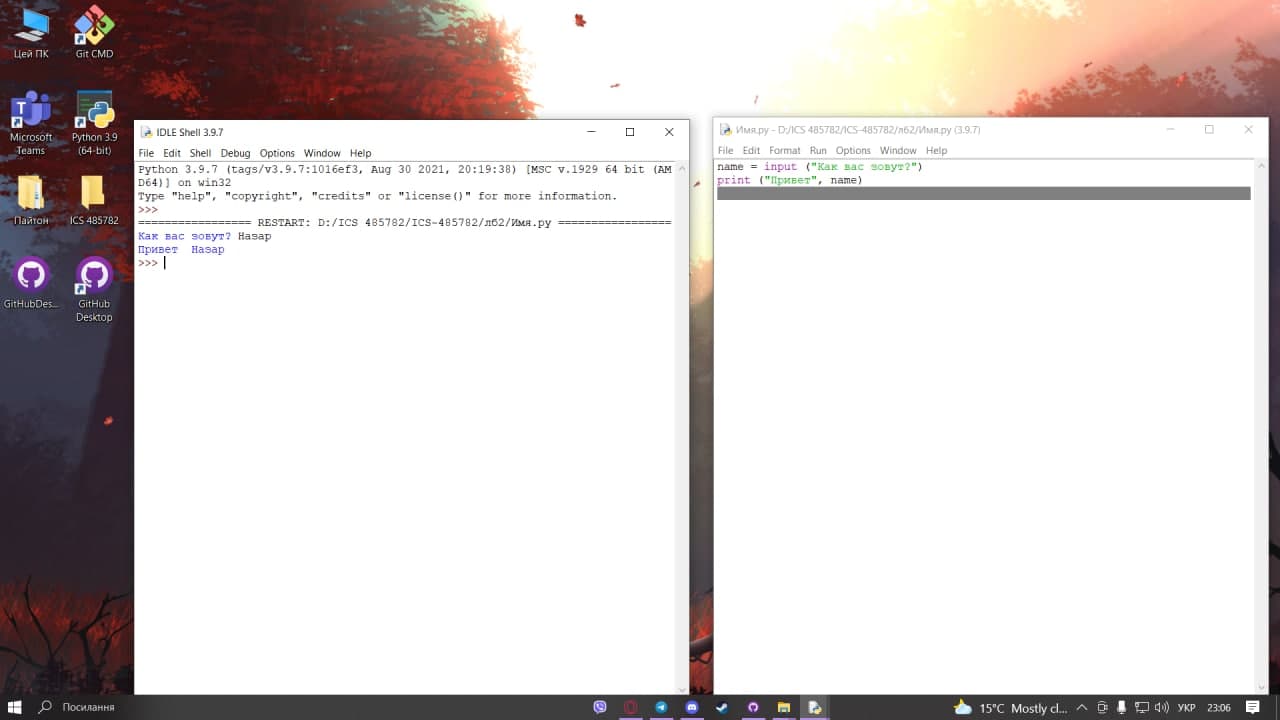 Цей ПК
Git CMD
Microsoft Teams
Python 3.9 (64-bit)
Пайтон
ICS 485782
GitHubDes...
GitHub Desktop
IDLE Shell 3.9.7
File Edit Shell Debug Options Window Help
Python 3.9.7 (tags/v3.9.7:1016ef3, Aug 30 2021, 20:19:38) [MSC v.1929 64 bit (AM
D64)] on win32
Type "help", "copyright", "credits" or "license()" for more information.
>>>
================= RESTART: D:/ICS 485782/ICS-485782/лб2/Имя.py =================
Как вас зовут? Назар
Привет  Назар
>>>
Имя.py - D:/ICS 485782/ICS-485782/лб2/Имя.py (3.9.7)
File Edit Format Run Options Window Help
name = input ("Как вас зовут?")
print ("Привет", name)
Посилання
15°C Mostly cl...
УКР
23:06